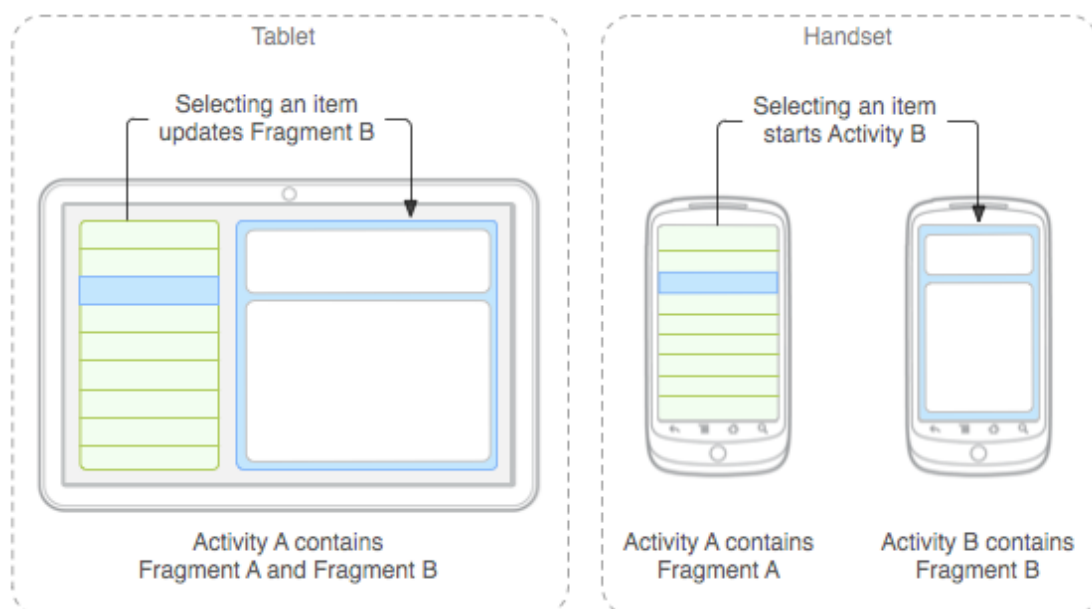 Tablet
Selecting an item
updates Fragment B
Activity A contains
Fragment A and Fragment B
Handset
Selecting an item
starts Activity B
Activity A contains
Fragment A
Activity B contains
Fragment B